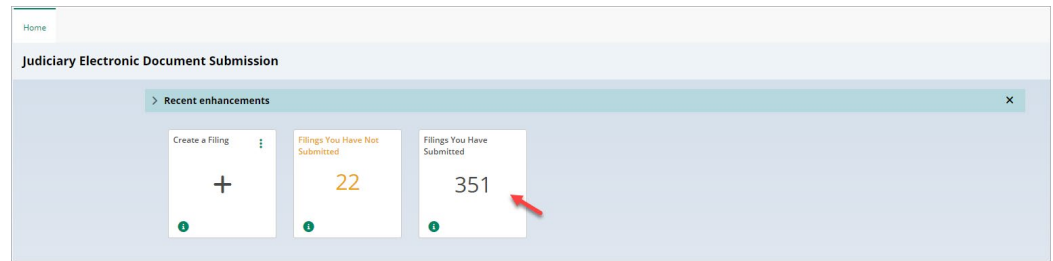 Home
Judiciary Electronic Document Submission
Recent enhancements
Create a Filing
Filings You Have Not
Submitted
22
Filings You Have
Submitted
351